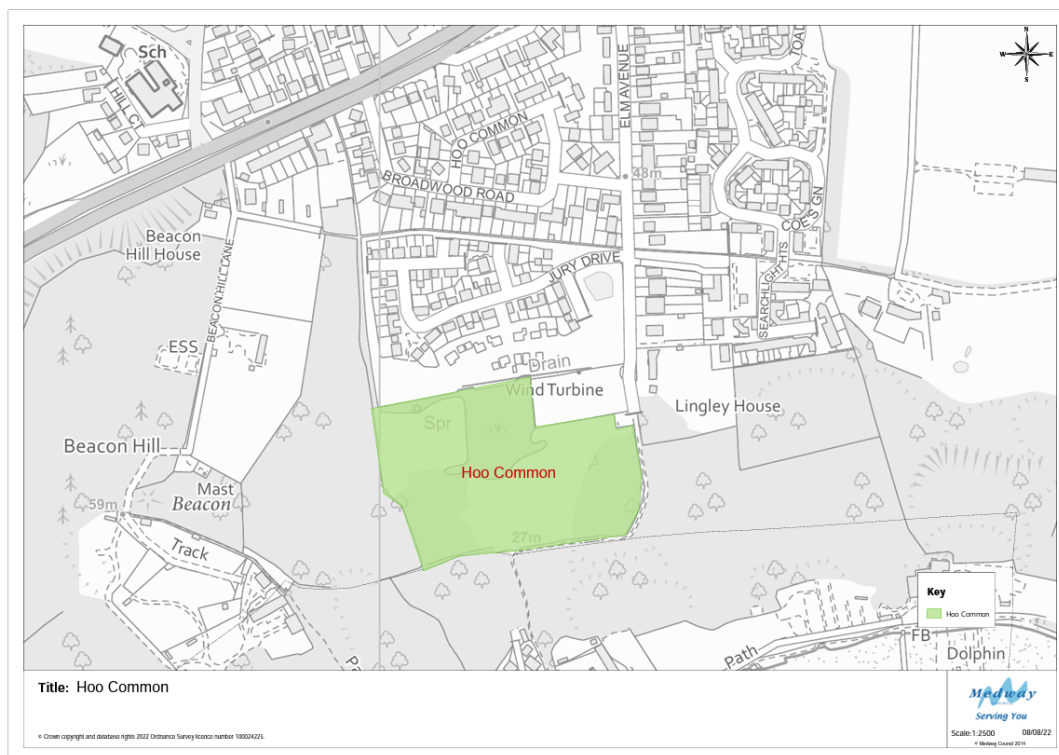 N
W
E
S
Sch
HILL C
ELM AVENUE
TOA
HOO COMMON
48m
BROADWOOD ROAD
COE'S GN
Beacon
Hill House
BEACON HILL LANE
JURY DRIVE
SEARCHLIGHT HTS
ESS
Drain
Wind Turbine
Lingley House
Spr
Beacon Hill
Hoo Common
Mast
59m
Beacon
27m
Track
Key
Hoo Common
FB
Path
Pa
Dolphin
Title: Hoo Common
Medway
Serving You
Scale:1:2500 08/08/22
© Crown copyright and database rights 2022 Ordnance Survey licence number 100024225.
© Medway Council 2014